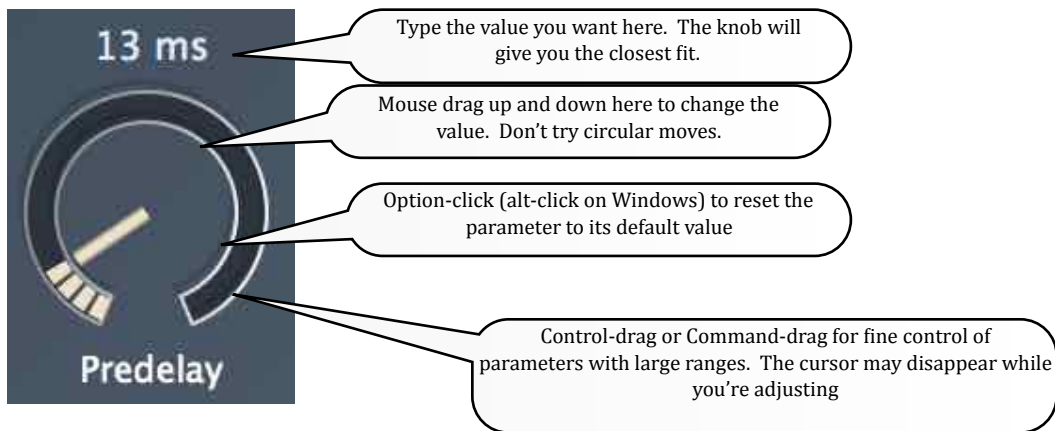 13 ms
Type the value you want here.  The knob will
give you the closest fit.
Mouse drag up and down here to change the
value.  Don’t try circular moves.
Option-click (alt-click on Windows) to reset the
parameter to its default value
Control-drag or Command-drag for fine control of
parameters with large ranges.  The cursor may disappear while
you’re adjusting
Predelay